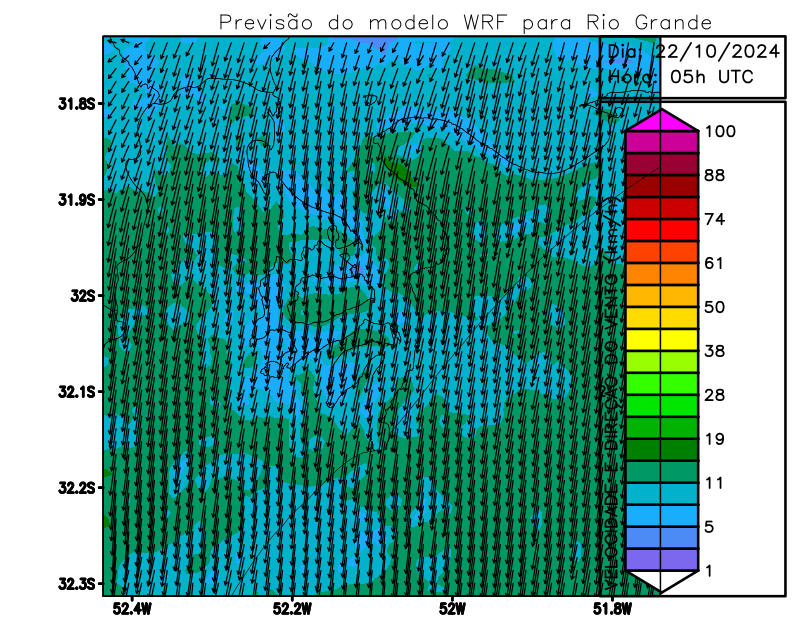 Previsão do modelo WRF para Rio Grande
Dia: 22/10/2024
Hora: 05h UTC
31.8S
31.9S
32S
32.1S
32.2S
32.3S
52.4W
52.2W
52W
51.8W
VELOCIDADE E DIREÇÃO DO VENTO (km/h)
100
88
74
61
50
38
28
19
11
5
1